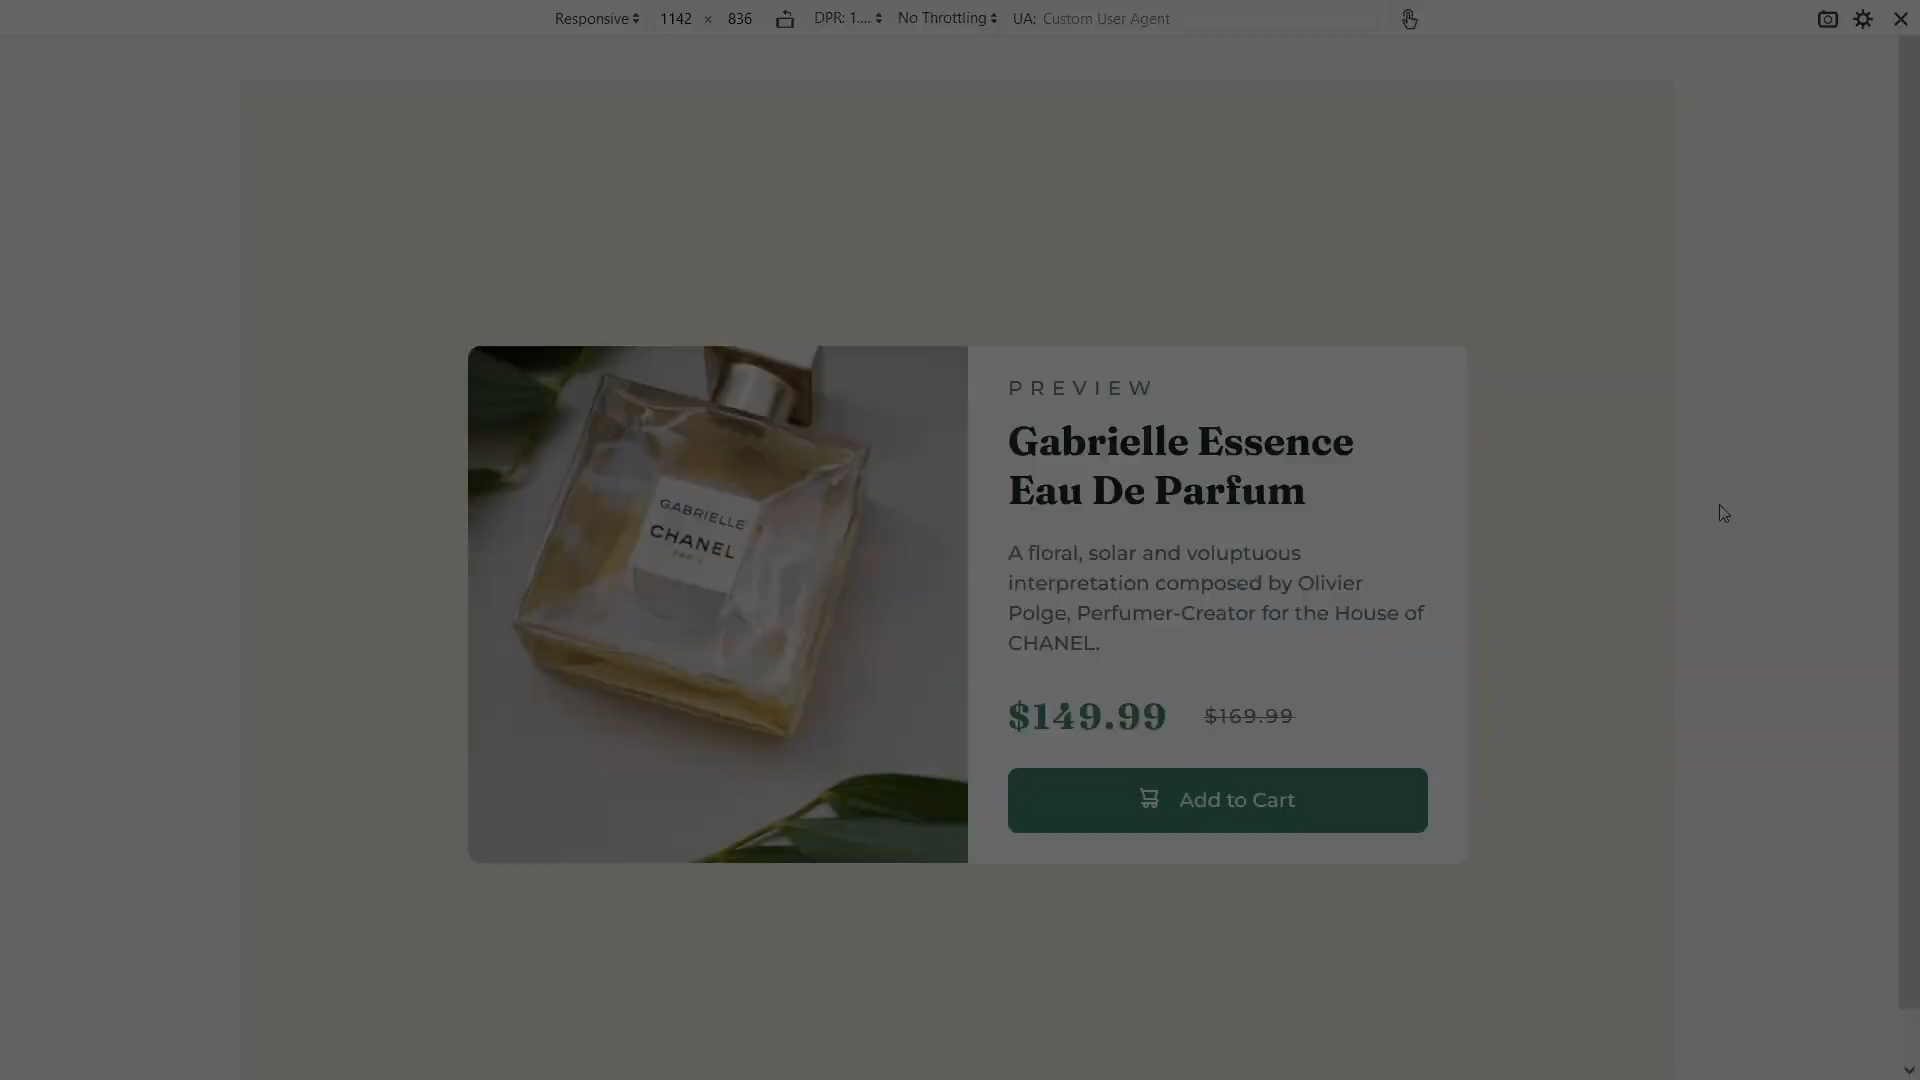 Responsive 1142 × 836 DPR: 1.... No Throttling UA: Custom User Agent
GABRIELLE
CHANEL
PARIS
PREVIEW
Gabrielle Essence
Eau De Parfum
A floral, solar and voluptuous
interpretation composed by Olivier
Polge, Perfumer-Creator for the House of
CHANEL.
$149.99 $169.99
Add to Cart